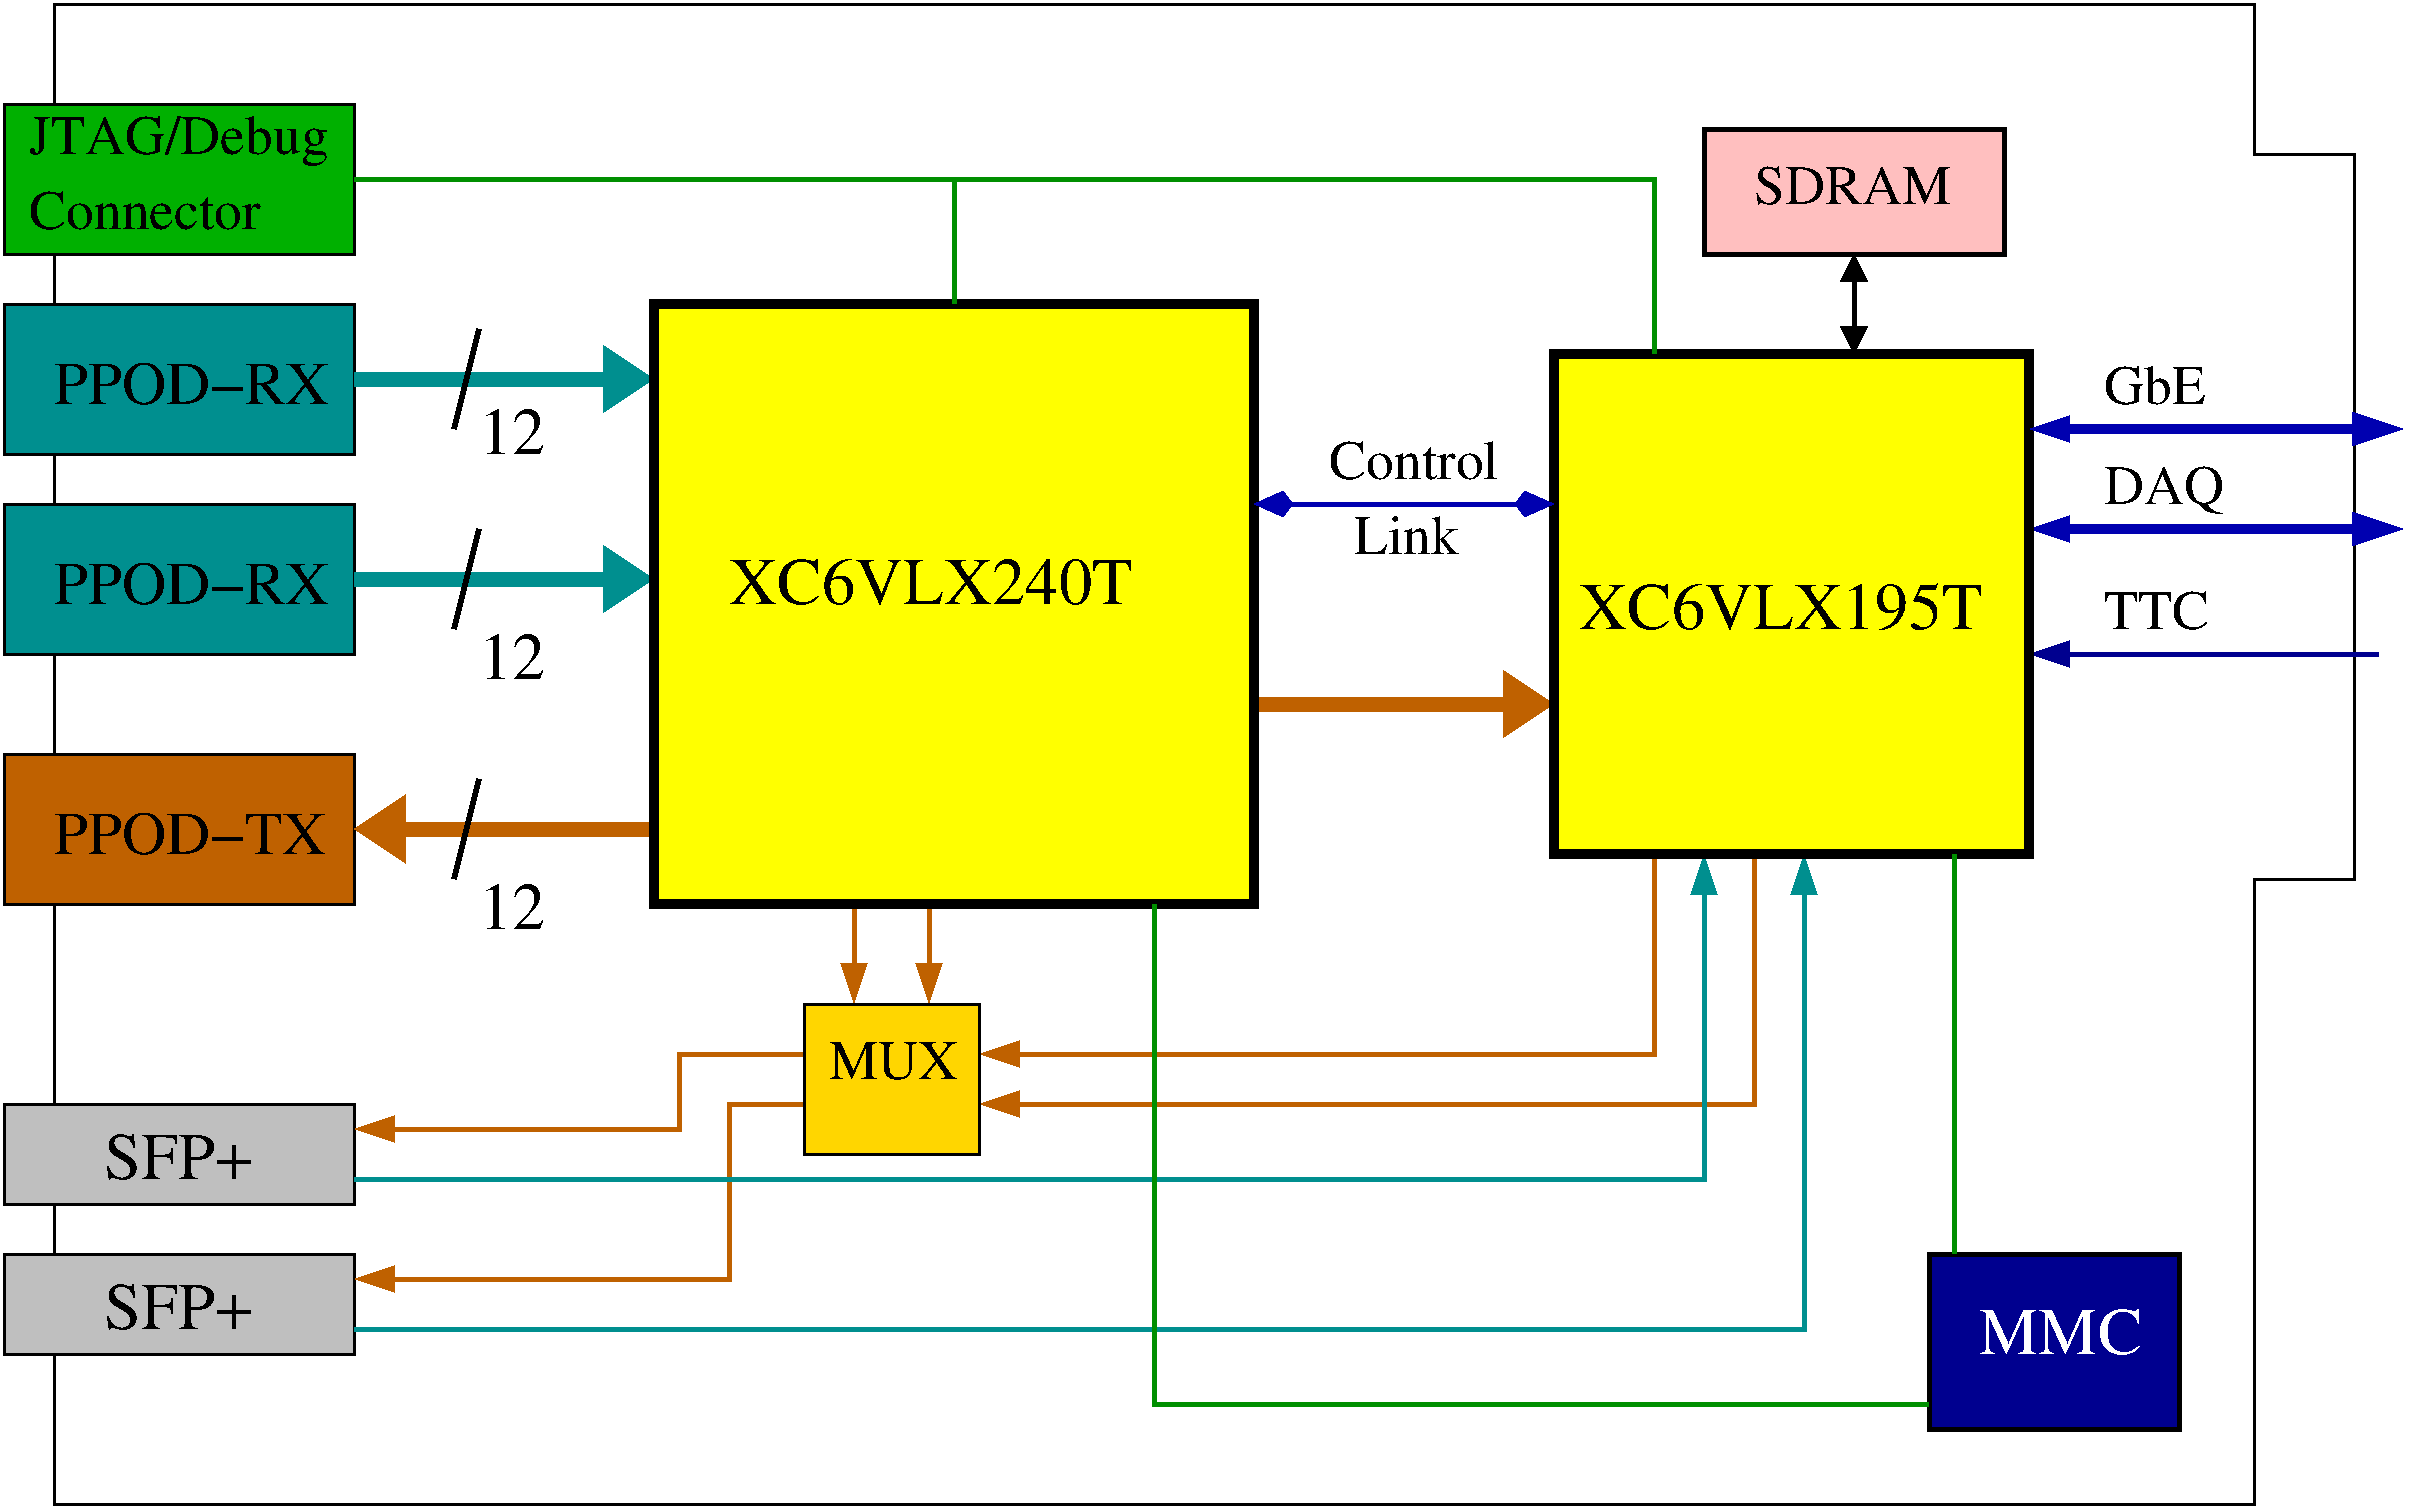 JTAG/Debug
Connector
SDRAM
PPOD–RX
12
GbE
Control
Link
DAQ
PPOD–RX
12
XC6VLX240T
XC6VLX195T
TTC
PPOD–TX
12
MUX
SFP+
SFP+
MMC